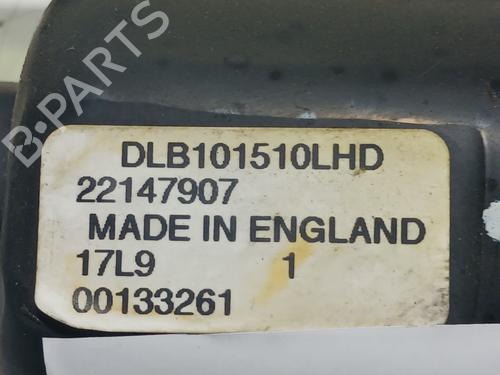 B-PARTS
DLB101510LHD
22147907
MADE IN ENGLAND
17L9 1
00133261